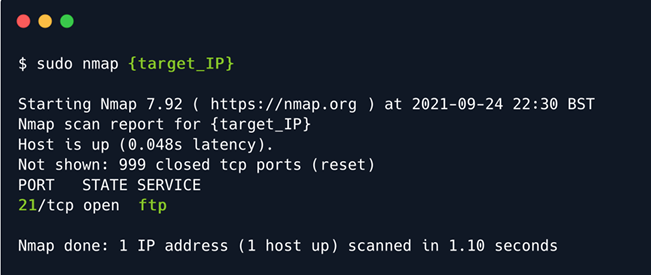 $ sudo nmap {target_IP}
Starting Nmap 7.92 ( https://nmap.org ) at 2021-09-24 22:30 BST
Nmap scan report for {target_IP}
Host is up (0.048s latency).
Not shown: 999 closed tcp ports (reset)
PORT   STATE SERVICE
21/tcp open  ftp
Nmap done: 1 IP address (1 host up) scanned in 1.10 seconds